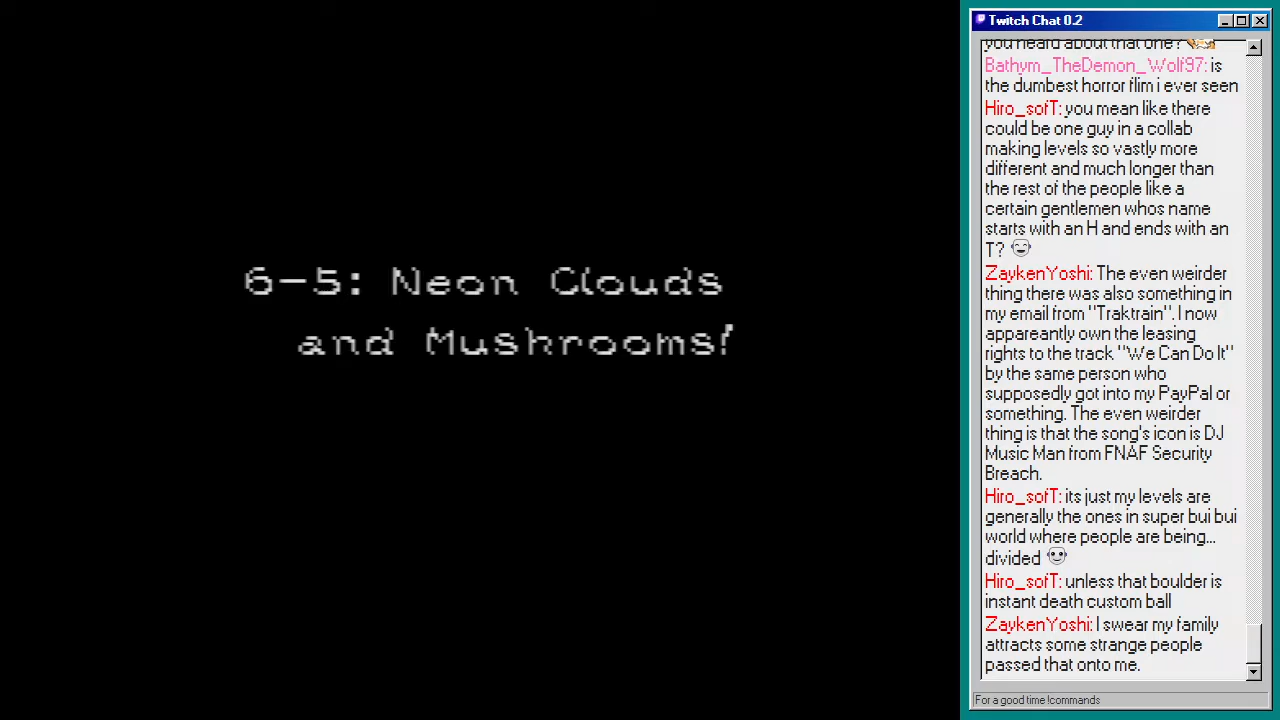 6-5: Neon Clouds
and Mushrooms!
Twitch Chat 0.2
you heard about that one?
Bathym_TheDemon_Wolf97: is
the dumbest horror flim i ever seen
Hiro_sofT: you mean like there
could be one guy in a collab
making levels so vastly more
different and much longer than
the rest of the people like a
certain gentlemen whos name
starts with an H and ends with an
T?
ZaykenYoshi: The even weirder
thing there was also something in
my email from "Traktrain". I now
appareantly own the leasing
rights to the track "We Can Do It"
by the same person who
supposedly got into my PayPal or
something. The even weirder
thing is that the song's icon is DJ
Music Man from FNAF Security
Breach.
Hiro_sofT: its just my levels are
generally the ones in super bui bui
world where people are being...
divided
Hiro_sofT: unless that boulder is
instant death custom ball
ZaykenYoshi: I swear my family
attracts some strange people
passed that onto me.
For a good time !commands